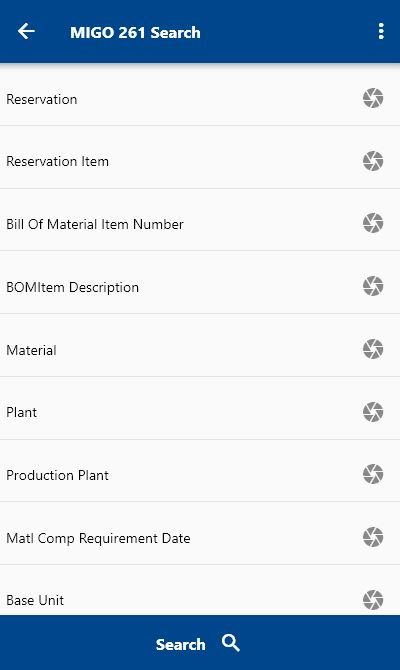 MIGO 261 Search
Reservation
Reservation Item
Bill Of Material Item Number
BOMItem Description
Material
Plant
Production Plant
Matl Comp Requirement Date
Base Unit
Search